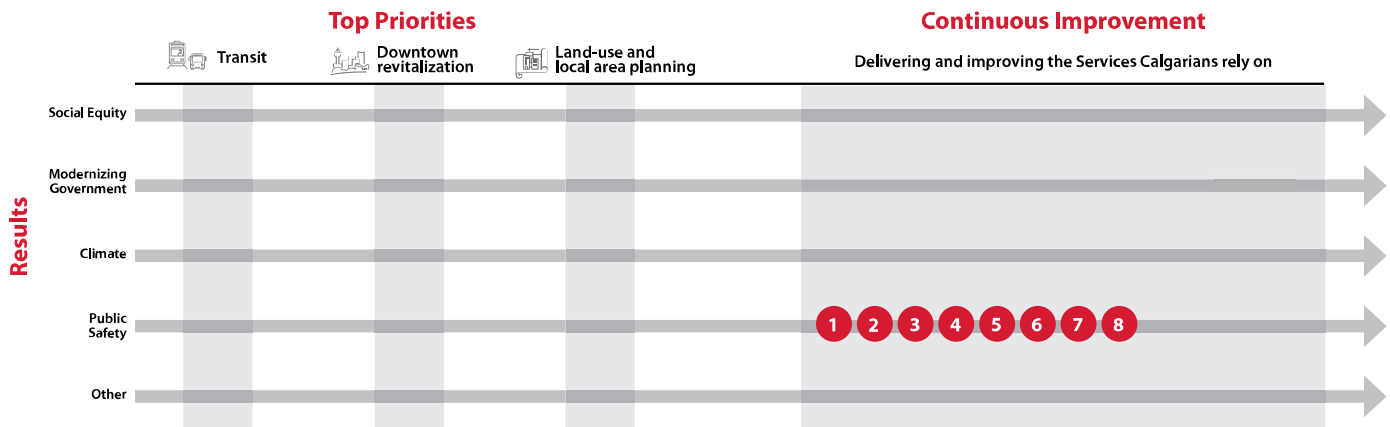 Top Priorities
Continuous Improvement
Transit
Downtown
revitalization
Land-use and
local area planning
Delivering and improving the Services Calgarians rely on
Results
Social Equity
Modernizing
Government
Climate
Public
Safety
1 2 3 4 5 6 7 8
Other